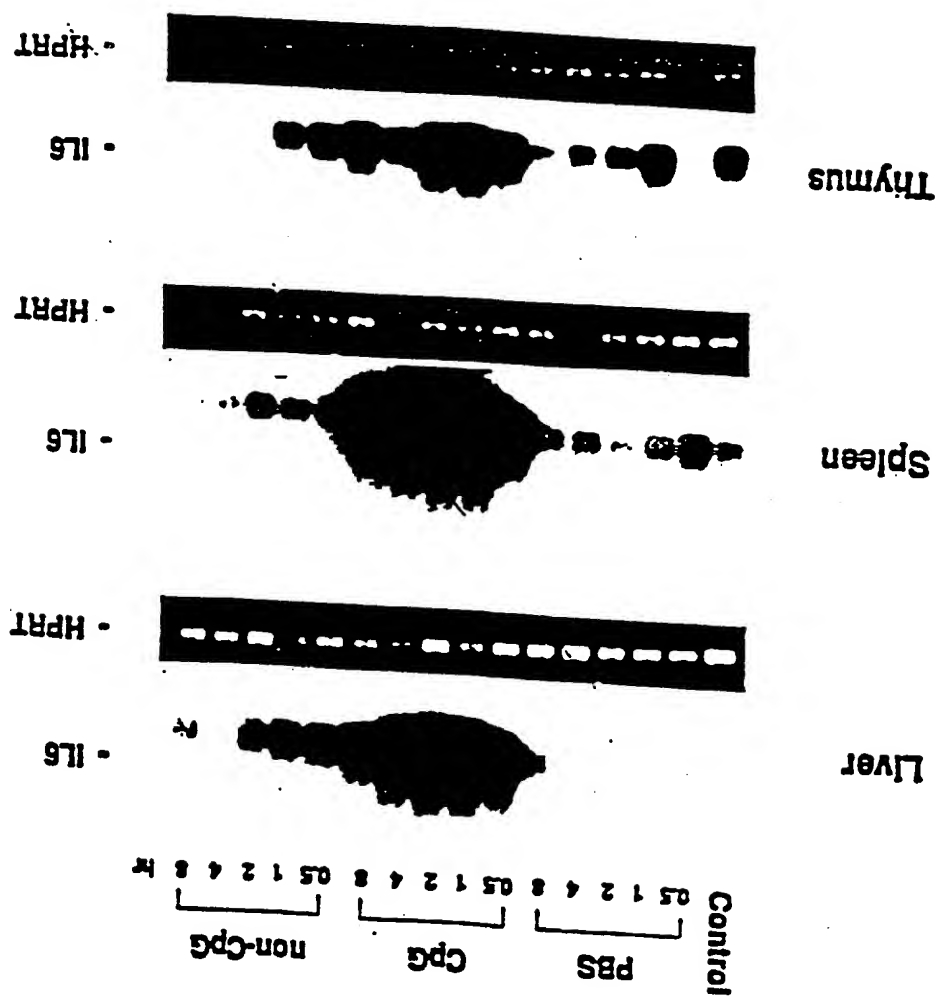 Control
PBS CpG non-CpG
0.5 1 2 4 8 0.5 1 2 4 8 0.5 1 2 4 8 hr
Liver - IL6
- HPRT
Spleen - IL6
- HPRT
Thymus - IL6
- HPRT